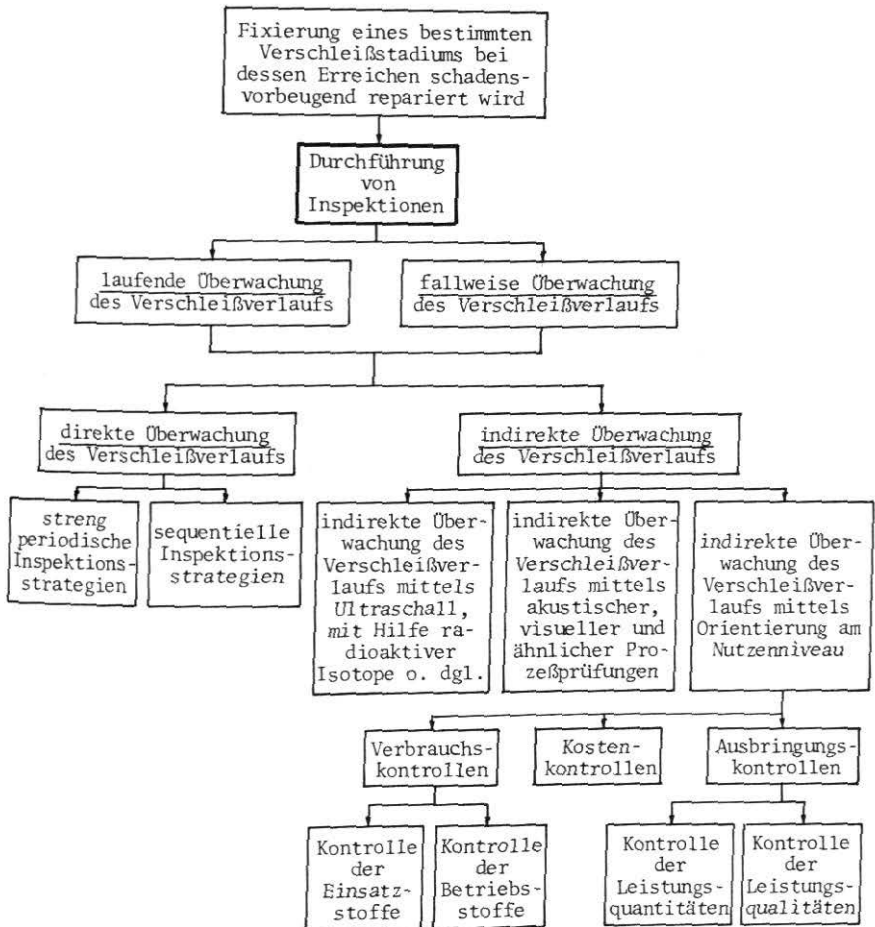 Fixierung eines bestimmten
Verschleißstadiums bei
dessen Erreichen schadens-
vorbeugend repariert wird
Durchführung
von
Inspektionen
laufende Überwachung
des Verschleißverlaufs
fallweise Überwachung
des Verschleißverlaufs
direkte Überwachung
des Verschleißverlaufs
indirekte Überwachung
des Verschleißverlaufs
streng
periodische
Inspektions-
strategien
sequentielle
Inspektions-
strategien
indirekte Über-
wachung des
Verschleißver-
laufs mittels
Ultraschall,
mit Hilfe ra-
dioaktiver
Isotope o. dgl.
indirekte Über-
wachung des
Verschleißver-
laufs mittels
akustischer,
visueller und
ähnlicher Pro-
zeßprüfungen
indirekte Über-
wachung des
Verschleißver-
laufs mittels
Orientierung am
Nutzenniveau
Verbrauchs-
kontrollen
Kosten-
kontrollen
Ausbringungs-
kontrollen
Kontrolle
der
Einsatz-
stoffe
Kontrolle
der
Betriebs-
stoffe
Kontrolle
der
Leistungs-
quantitäten
Kontrolle
der
Leistungs-
qualitäten